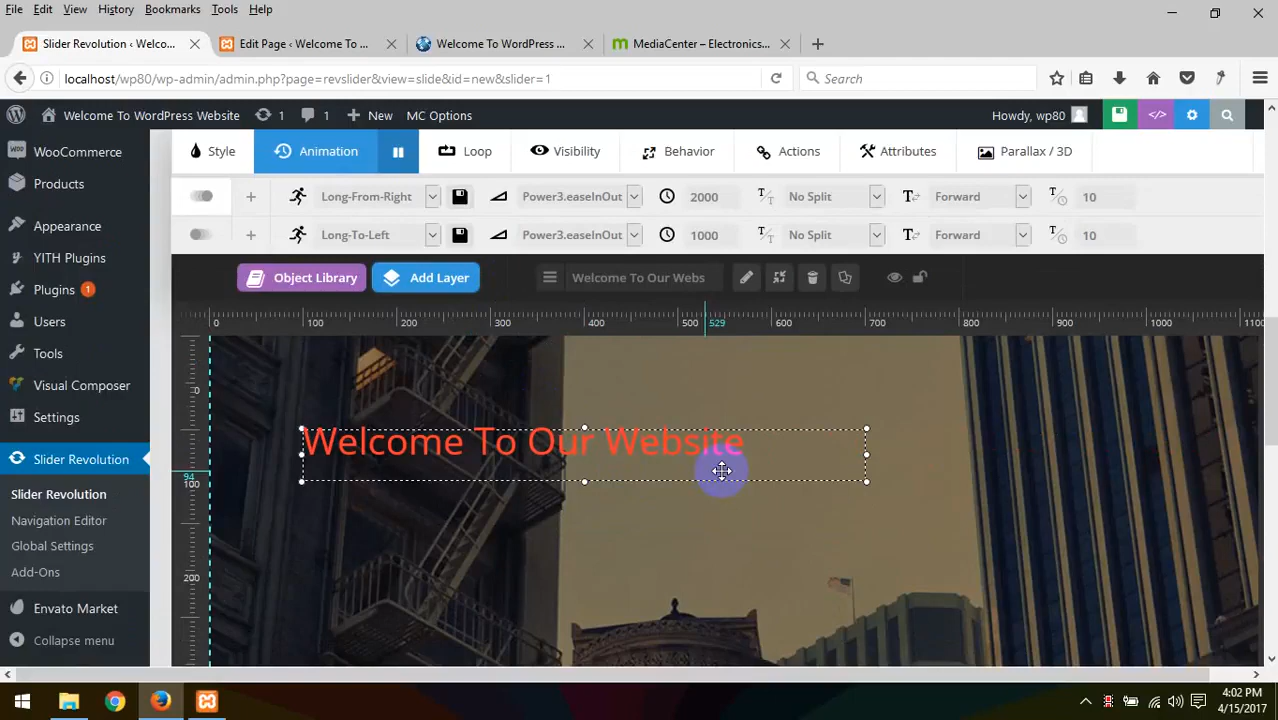 File Edit View History Bookmarks Tools Help
Slider Revolution ‹ Welco...
Edit Page ‹ Welcome To ...
Welcome To WordPress ...
MediaCenter – Electronics...
localhost/wp80/wp-admin/admin.php?page=revslider&view=slide&id=new&slider=1
Search
Welcome To WordPress Website 1 1 New MC Options Howdy, wp80
WooCommerce
Products
Appearance
YITH Plugins
Plugins 1
Users
Tools
Visual Composer
Settings
Slider Revolution
Slider Revolution
Navigation Editor
Global Settings
Add-Ons
Envato Market
Collapse menu
Style Animation Loop Visibility Behavior Actions Attributes Parallax / 3D
Long-From-Right Power3.easeInOut 2000 No Split Forward 10
Long-To-Left Power3.easeInOut 1000 No Split Forward 10
Object Library Add Layer Welcome To Our Webs
0 100 200 300 400 500 529 600 700 800 900 1000 1100
0
94
100
200
Welcome To Our Website
4:02 PM
4/15/2017